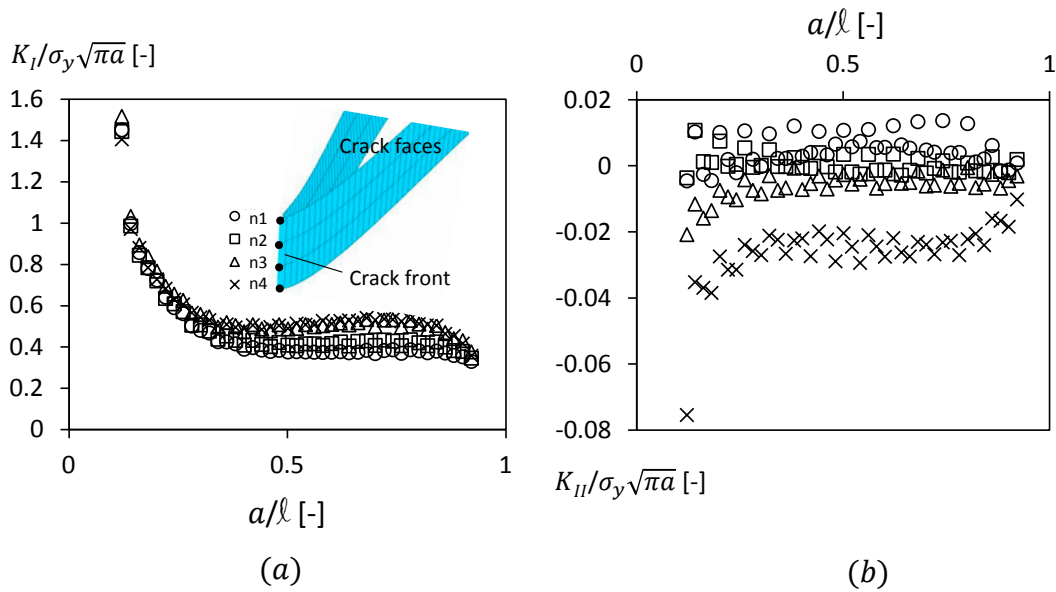 K_I/σ_y√πa [-]
1.6
1.4
1.2
1
0.8
0.6
0.4
0.2
0
0
0.5
1
a/ℓ [-]
Crack faces
n1
n2
n3
n4
Crack front
(a)
a/ℓ [-]
0
0.5
1
0.02
0
-0.02
-0.04
-0.06
-0.08
K_II/σ_y√πa [-]
(b)